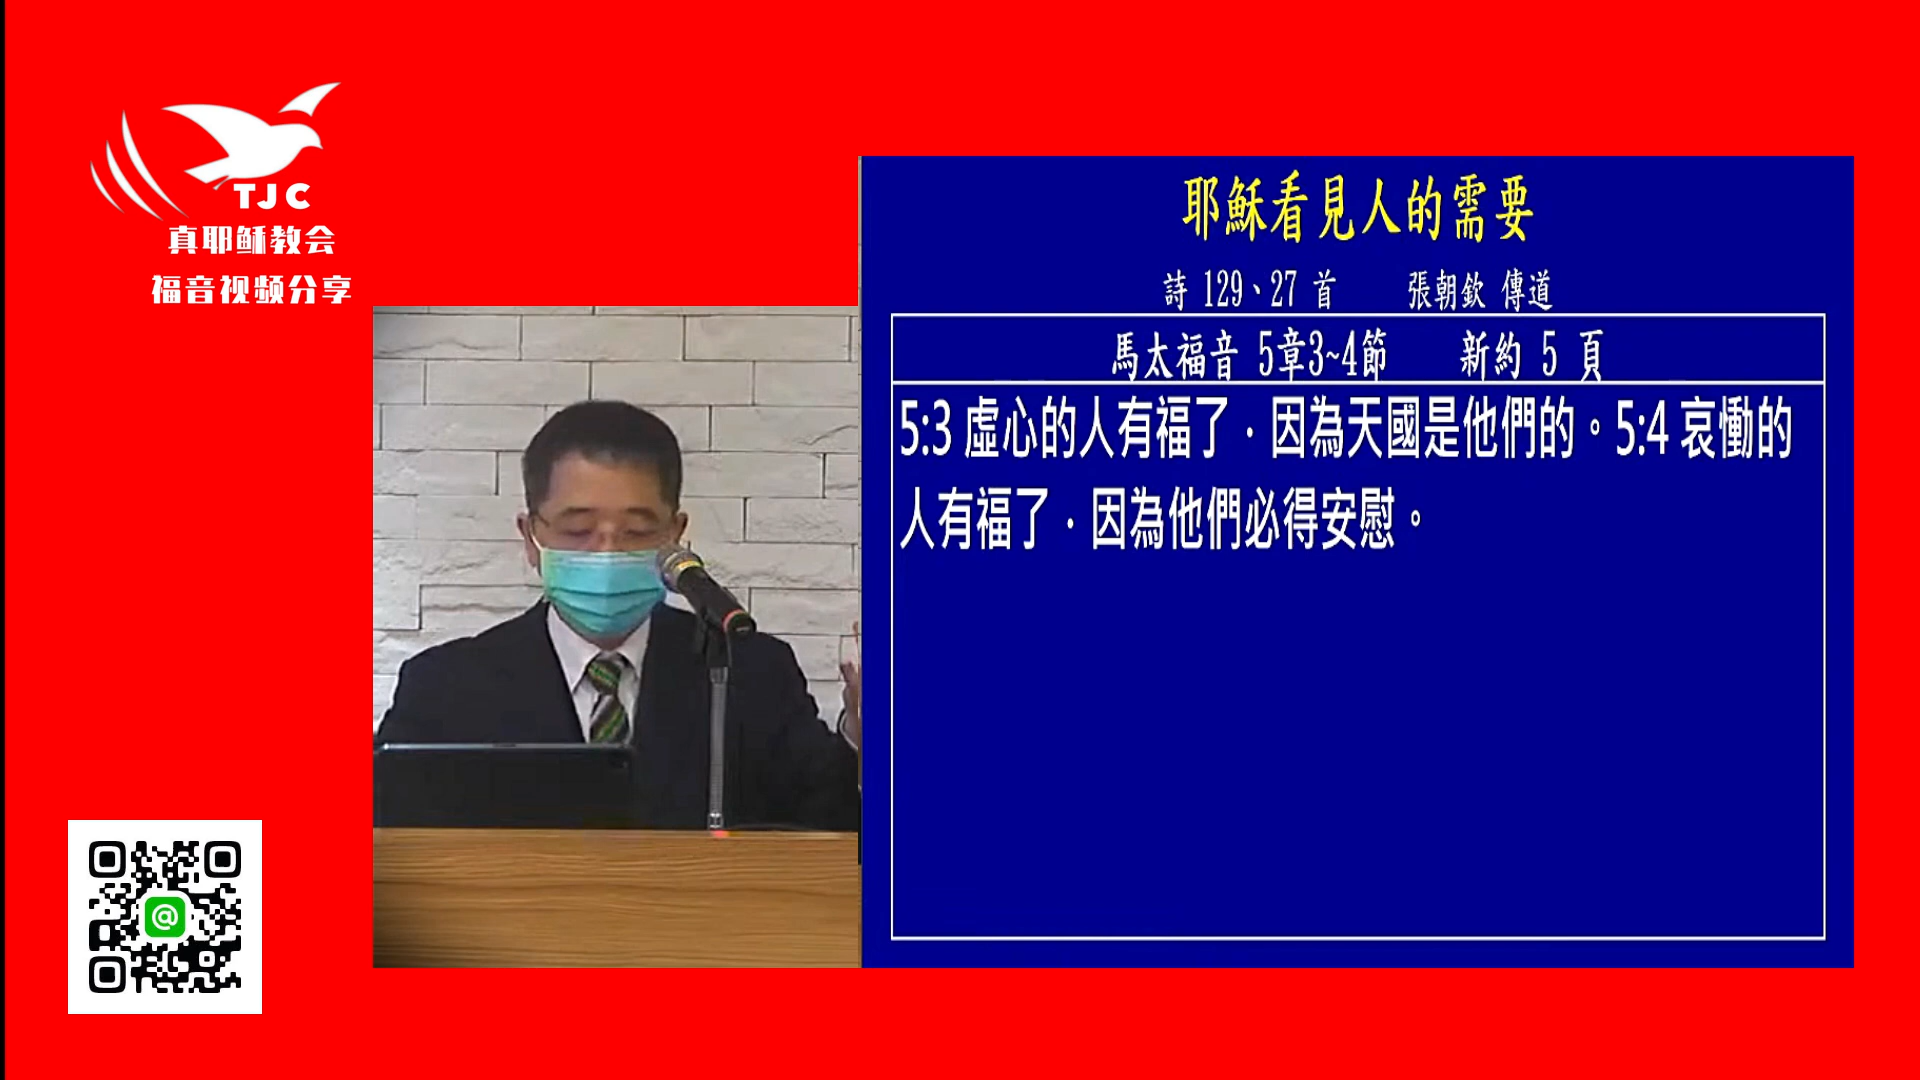 TJC
真耶稣教会
福音视频分享
耶穌看見人的需要
詩 129、27 首 張朝欽 傳道
馬太福音 5章3~4節 新約 5 頁
5:3 虛心的人有福了．因為天國是他們的。5:4 哀慟的
人有福了．因為他們必得安慰。
@